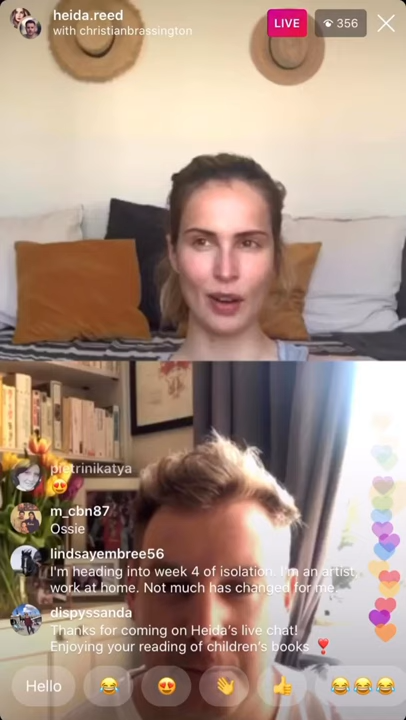 heida.reed
with christianbrassington
LIVE
356
pietrinikatya
😍
m_cbn87
Ossie
lindsayembree56
I'm heading into week 4 of isolation. I'm an artist
work at home. Not much has changed for me.
dispyssanda
Thanks for coming on Heida's live chat!
Enjoying your reading of children's books ❣️
Hello 😂 😍 👋 👍 😂😂😂